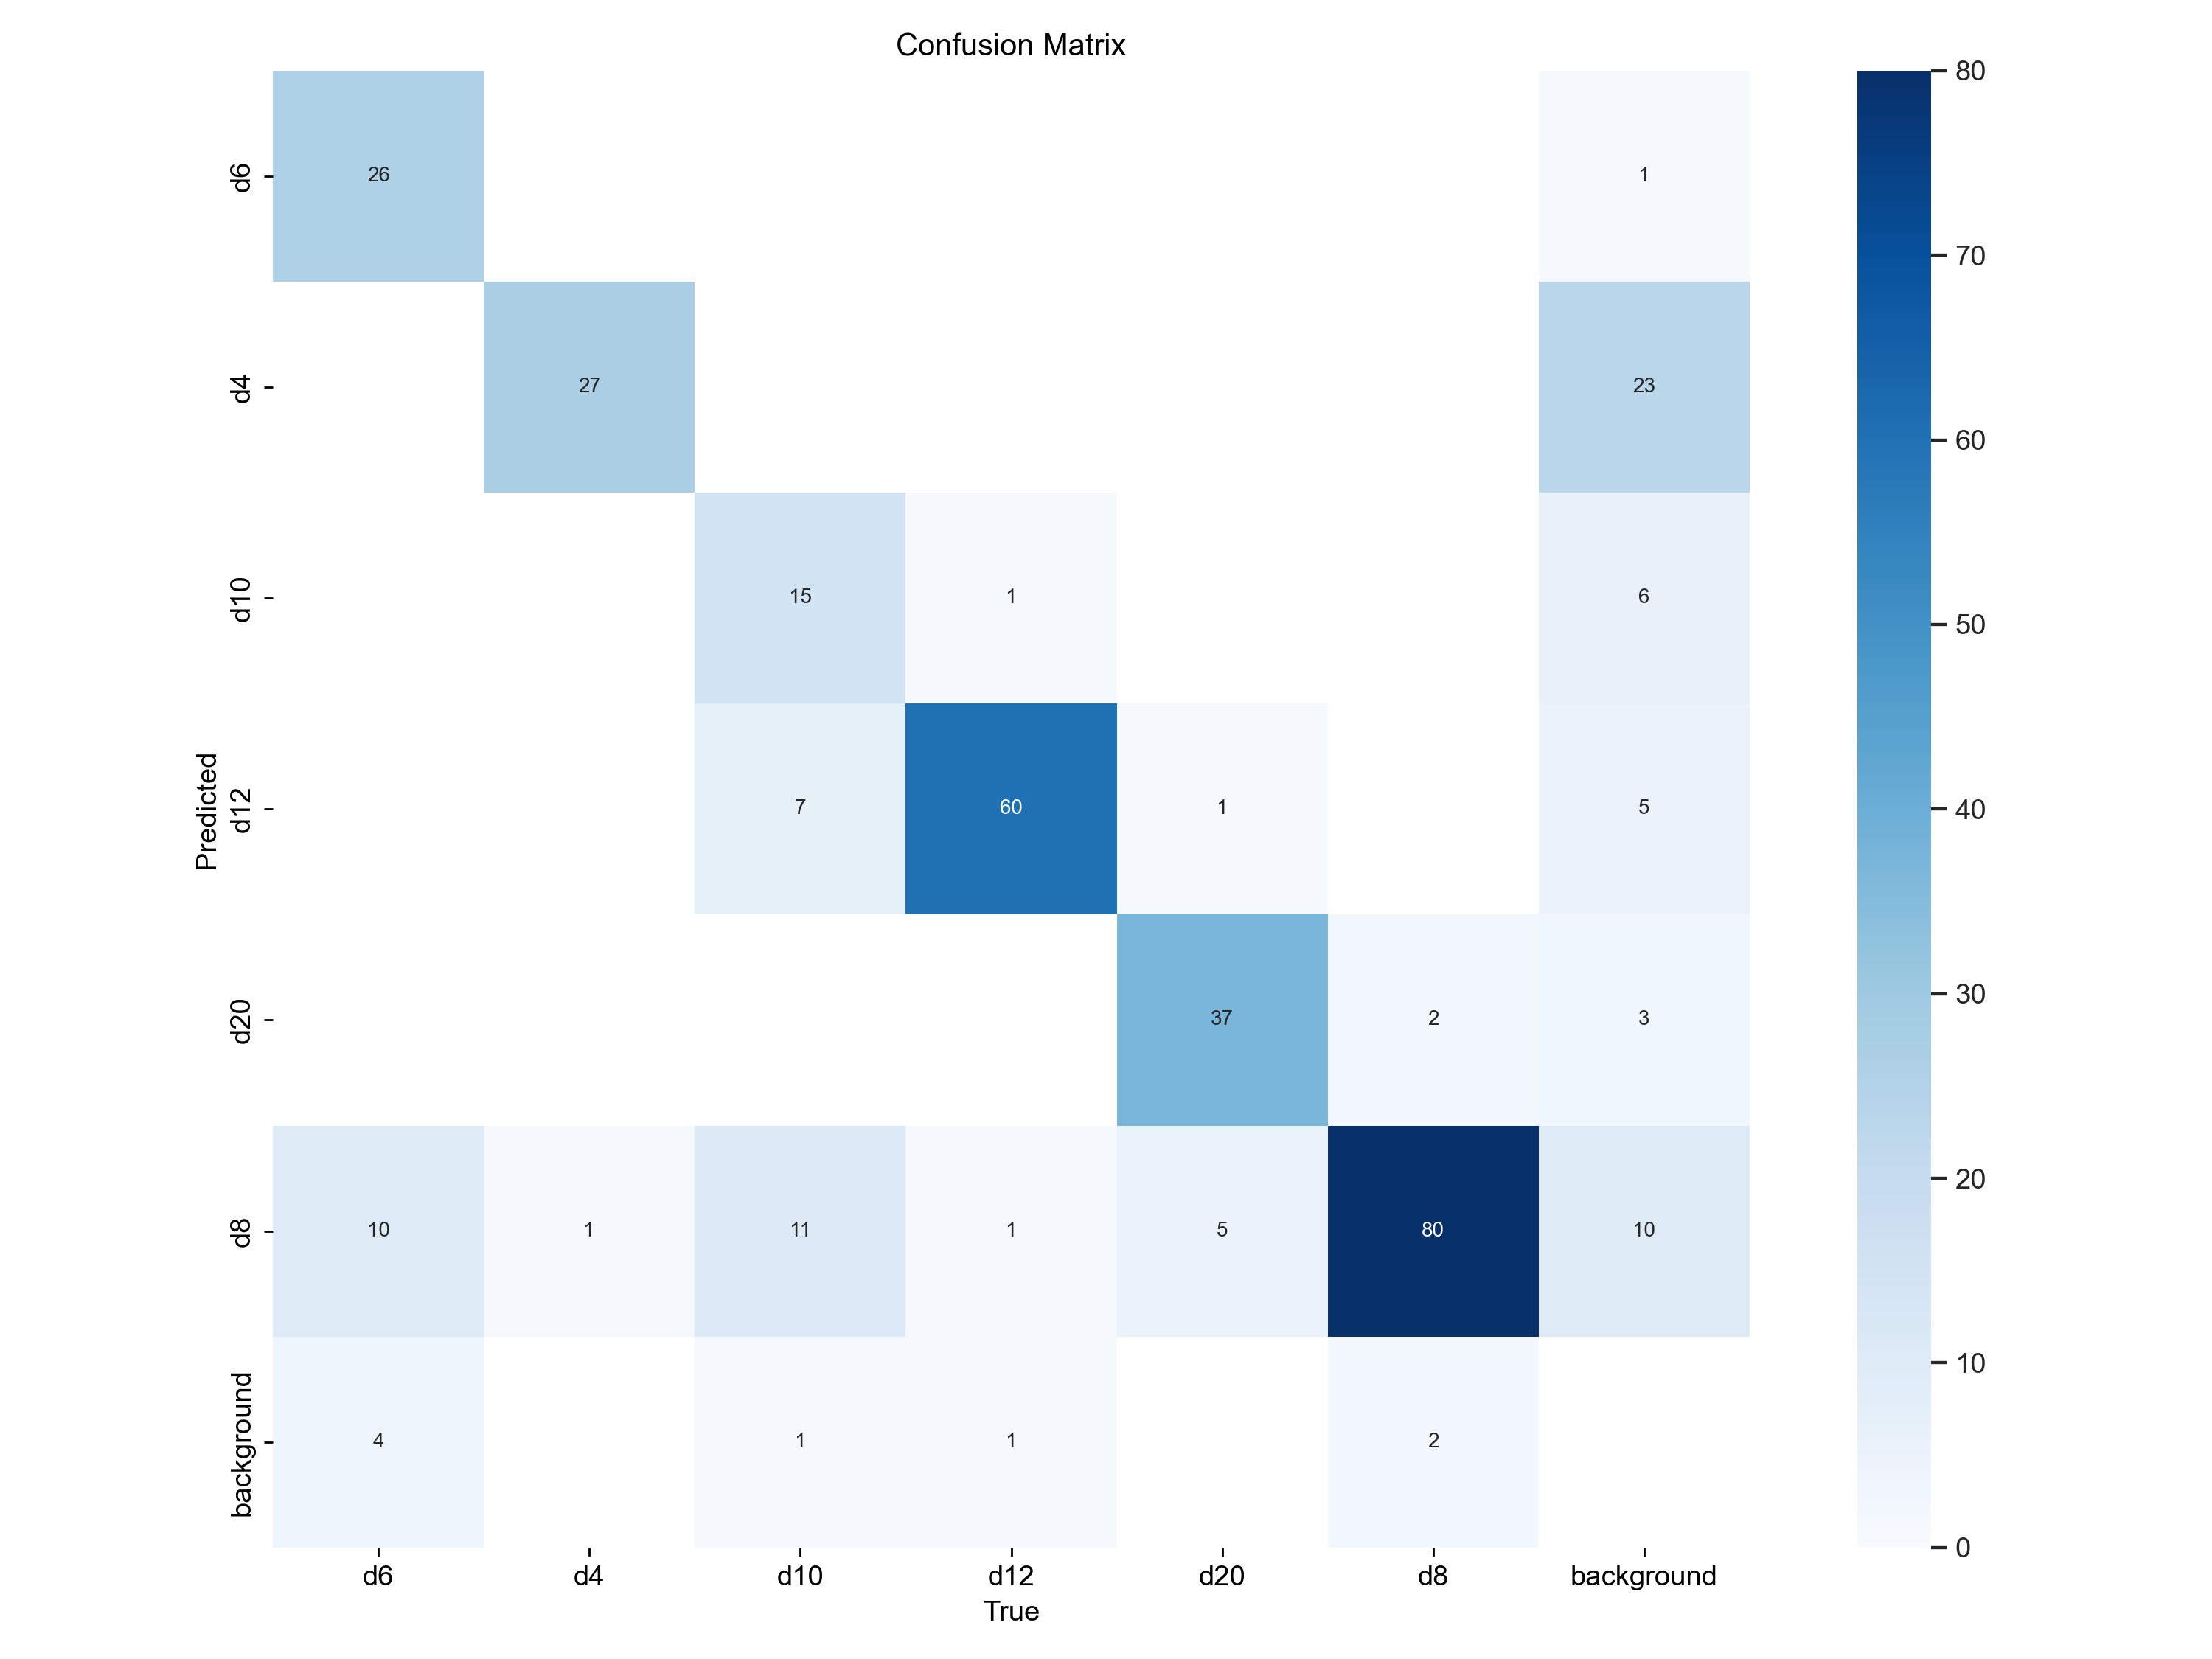 Confusion Matrix
80
d6 26 1
70
d4 27 23
60
d10 15 1 6
50
Predicted
d12 7 60 1 5
40
d20 37 2 3
30
d8 10 1 11 1 5 80 10
20
background 4 1 1 2
10
0
d6 d4 d10 d12 d20 d8 background
True